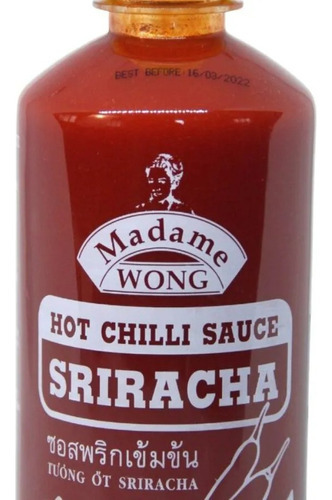 BEST BEFORE 16/03/2022
Madame
WONG
HOT CHILLI SAUCE
SRIRACHA
ซอสพริกเข้มข้น
TƯƠNG ỚT SRIRACHA